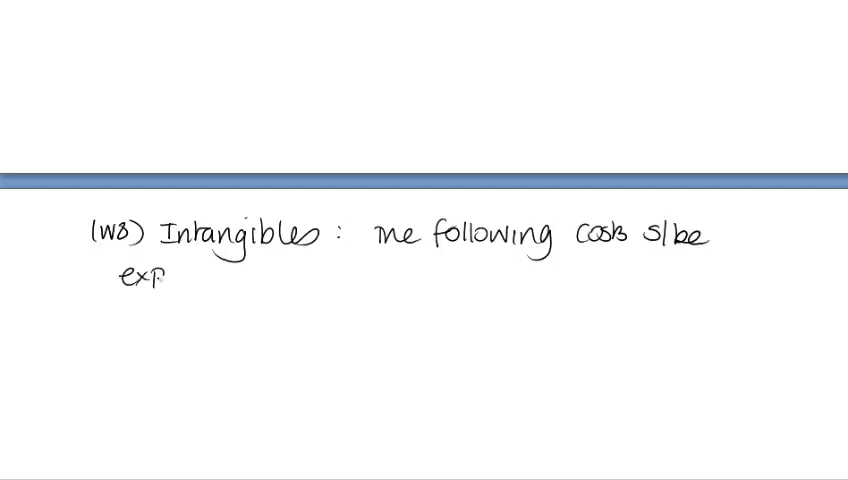 (W8) Intangibles : The following costs s/be
exp